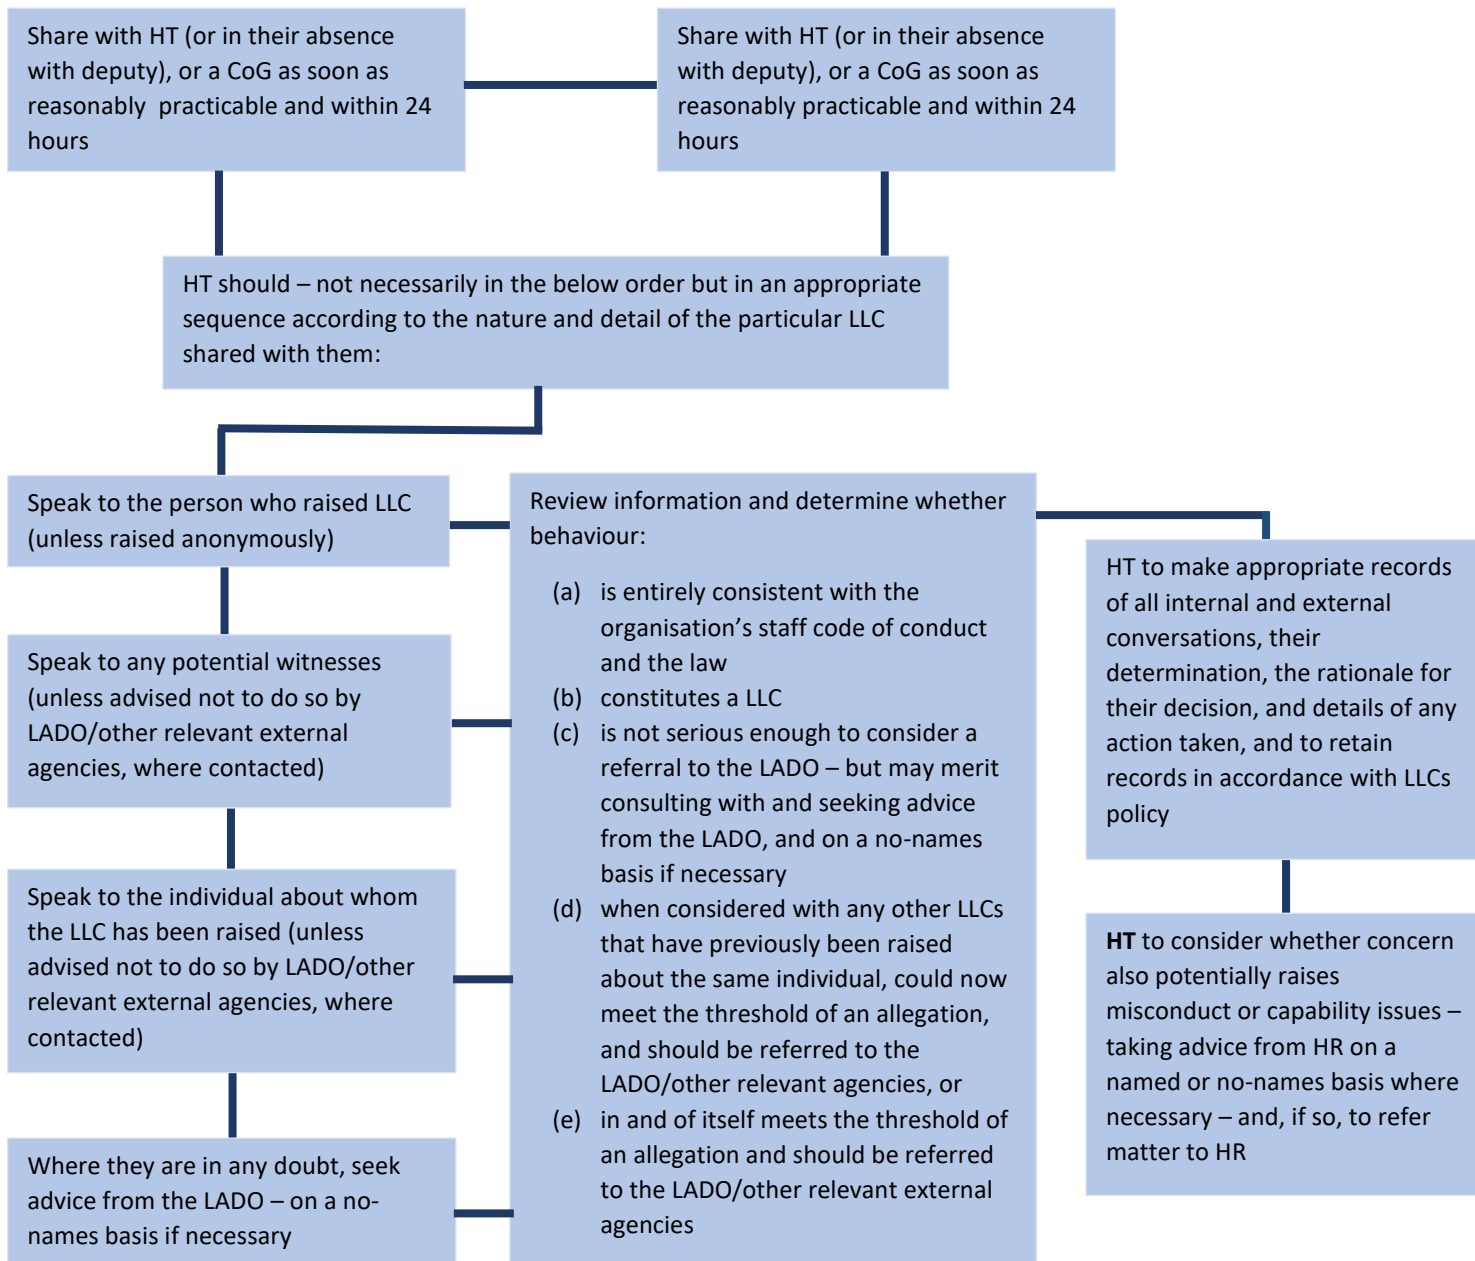 Share with HT (or in their absence
with deputy), or a CoG as soon as
reasonably  practicable and within 24
hours
Share with HT (or in their absence
with deputy), or a CoG as soon as
reasonably practicable and within 24
hours
HT should – not necessarily in the below order but in an appropriate
sequence according to the nature and detail of the particular LLC
shared with them:
Speak to the person who raised LLC
(unless raised anonymously)
Speak to any potential witnesses
(unless advised not to do so by
LADO/other relevant external
agencies, where contacted)
Speak to the individual about whom
the LLC has been raised (unless
advised not to do so by LADO/other
relevant external agencies, where
contacted)
Where they are in any doubt, seek
advice from the LADO – on a no-
names basis if necessary
Review information and determine whether
behaviour:
(a) is entirely consistent with the
organisation’s staff code of conduct
and the law
(b) constitutes a LLC
(c) is not serious enough to consider a
referral to the LADO – but may merit
consulting with and seeking advice
from the LADO, and on a no-names
basis if necessary
(d) when considered with any other LLCs
that have previously been raised
about the same individual, could now
meet the threshold of an allegation,
and should be referred to the
LADO/other relevant agencies, or
(e) in and of itself meets the threshold of
an allegation and should be referred
to the LADO/other relevant external
agencies
HT to make appropriate records
of all internal and external
conversations, their
determination, the rationale for
their decision, and details of any
action taken, and to retain
records in accordance with LLCs
policy
HT to consider whether concern
also potentially raises
misconduct or capability issues –
taking advice from HR on a
named or no-names basis where
necessary – and, if so, to refer
matter to HR